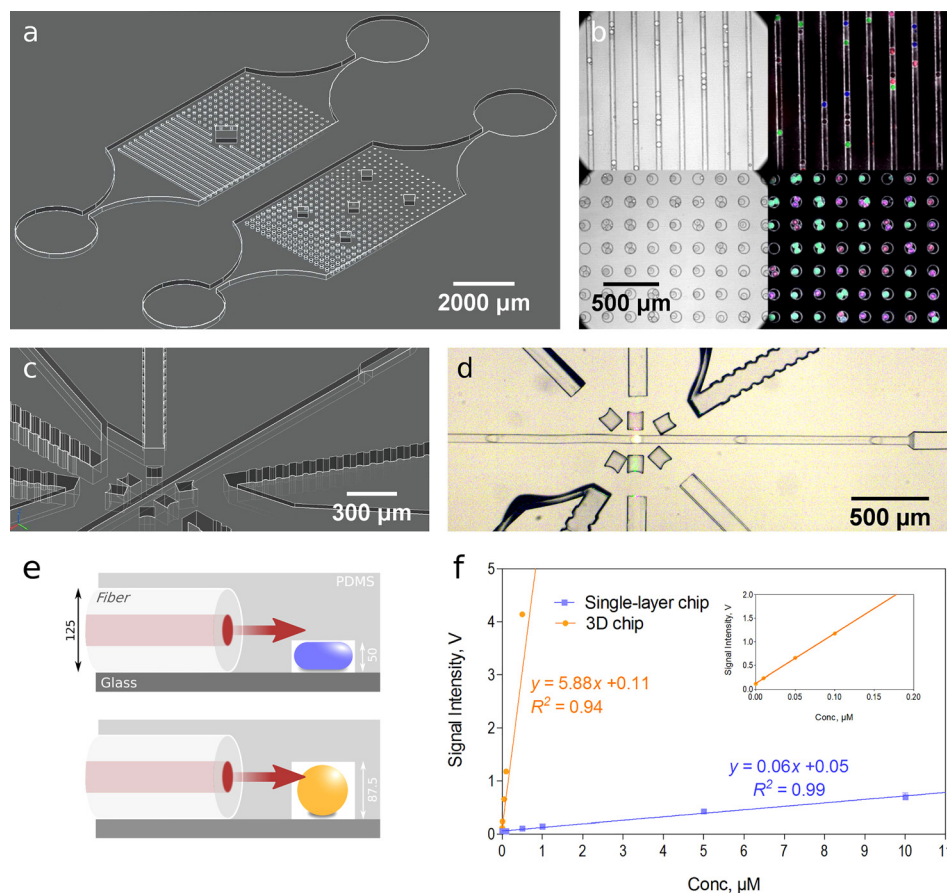 a
2000 µm
b
500 µm
c
300 µm
d
500 µm
e
PDMS
Fiber
125
50
Glass
87.5
f
Signal Intensity, V
5
4
3
2
1
0
Single-layer chip
3D chip
y = 5.88x +0.11
R² = 0.94
y = 0.06x +0.05
R² = 0.99
0 1 2 3 4 5 6 7 8 9 10 11
Conc, µM
Signal Intensity, V
2.0
1.5
1.0
0.5
0.0
0.00 0.05 0.10 0.15 0.20
Conc, µM